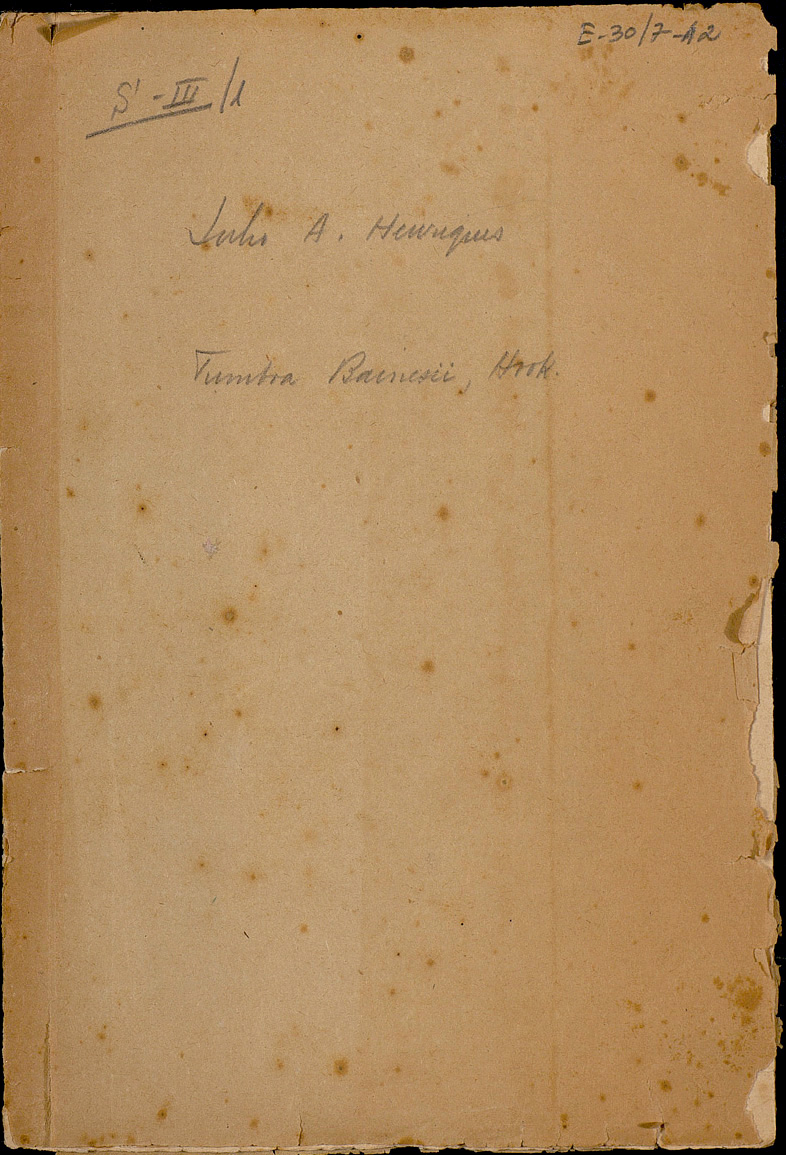 E-30/7-A2
S'-III/1
Julio A. Henriques
Tumboa Bainesii, Hook.